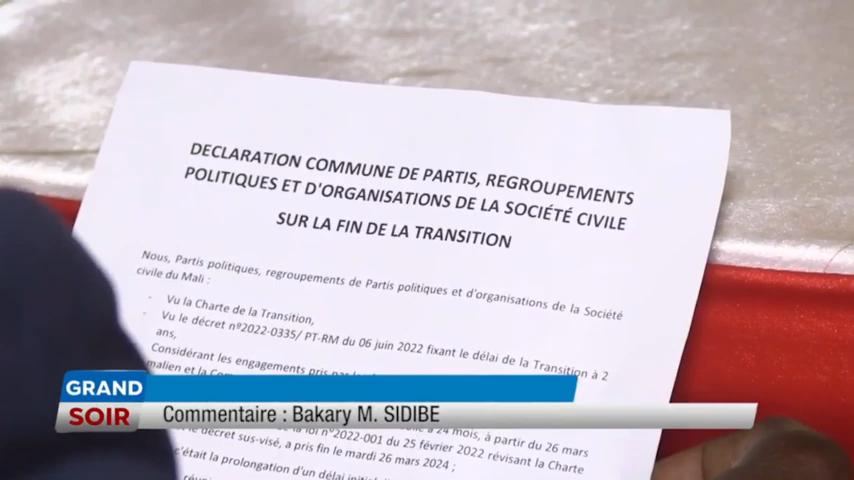 DECLARATION COMMUNE DE PARTIS, REGROUPEMENTS
POLITIQUES ET D'ORGANISATIONS DE LA SOCIÉTÉ CIVILE
SUR LA FIN DE LA TRANSITION
Nous, Partis politiques, regroupements de Partis politiques et d'organisations de la Société
civile du Mali :
- Vu la Charte de la Transition,
- Vu le décret nº2022-0335/ PT-RM du 06 juin 2022 fixant le délai de la Transition à 2
ans,
Considérant les engagements pris par
malien et la
24 mois, à partir du 26 mars
la loi n°2022-001 du 25 février 2022 révisant la Charte
le décret sus-visé, a pris fin le mardi 26 mars 2024 ;
c'était la prolongation d'un délai
GRAND
SOIR
Commentaire : Bakary M. SIDIBE